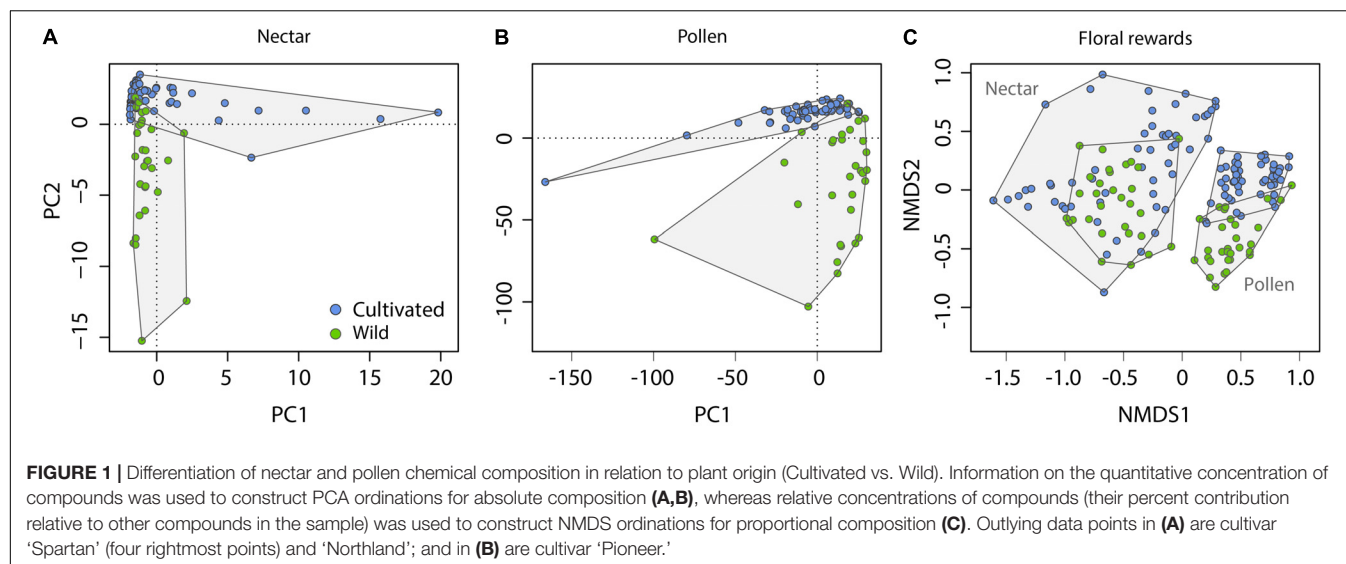 A
Nectar
B
Pollen
C
Floral rewards
PC2
0
−5
−10
−15
0
5
10
15
20
PC1
Cultivated
Wild
0
50
-100
-150
-100
-50
0
PC1
NMDS2
1.0
0.5
0
-0.5
-1.0
-1.5
-1.0
-0.5
0
0.5
1.0
NMDS1
Nectar
Pollen
FIGURE 1 | Differentiation of nectar and pollen chemical composition in relation to plant origin (Cultivated vs. Wild). Information on the quantitative concentration of
compounds was used to construct PCA ordinations for absolute composition (A,B), whereas relative concentrations of compounds (their percent contribution
relative to other compounds in the sample) was used to construct NMDS ordinations for proportional composition (C). Outlying data points in (A) are cultivar
‘Spartan’ (four rightmost points) and ‘Northland’; and in (B) are cultivar ‘Pioneer.’